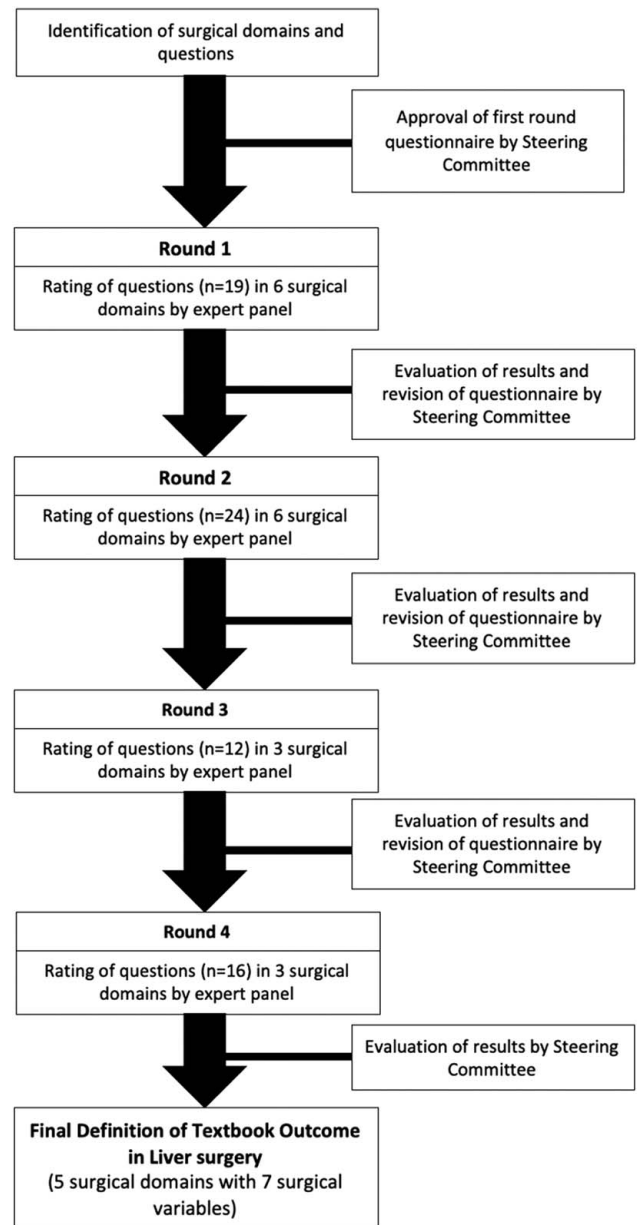 Identification of surgical domains and
questions
Approval of first round
questionnaire by Steering
Committee
Round 1
Rating of questions (n=19) in 6 surgical
domains by expert panel
Evaluation of results and
revision of questionnaire by
Steering Committee
Round 2
Rating of questions (n=24) in 6 surgical
domains by expert panel
Evaluation of results and
revision of questionnaire by
Steering Committee
Round 3
Rating of questions (n=12) in 3 surgical
domains by expert panel
Evaluation of results and
revision of questionnaire by
Steering Committee
Round 4
Rating of questions (n=16) in 3 surgical
domains by expert panel
Evaluation of results by Steering
Committee
Final Definition of Textbook Outcome
in Liver surgery
(5 surgical domains with 7 surgical
variables)